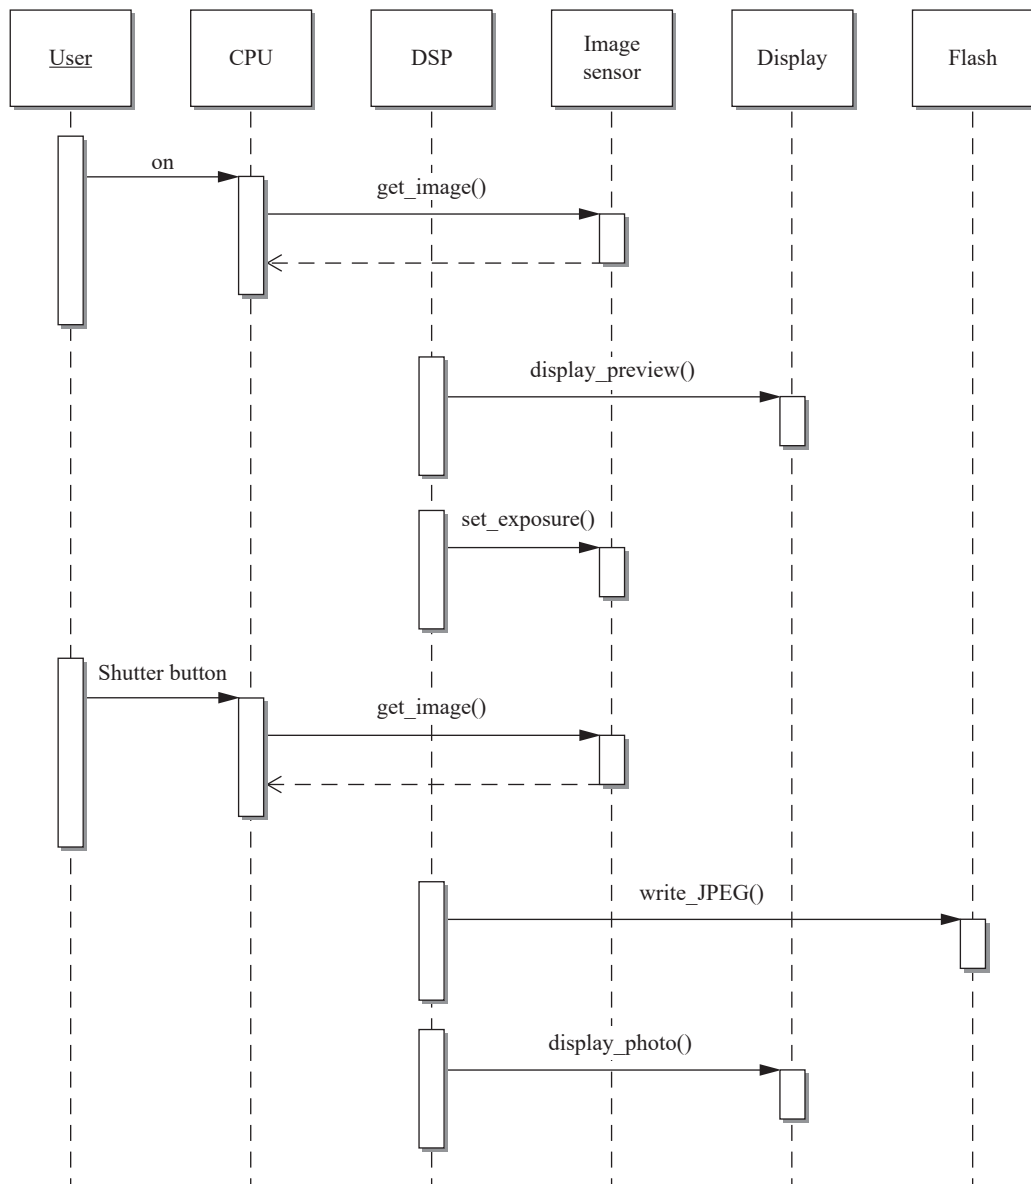 User
CPU
DSP
Image
sensor
Display
Flash
on
get_image()
display_preview()
set_exposure()
Shutter button
get_image()
write_JPEG()
display_photo()